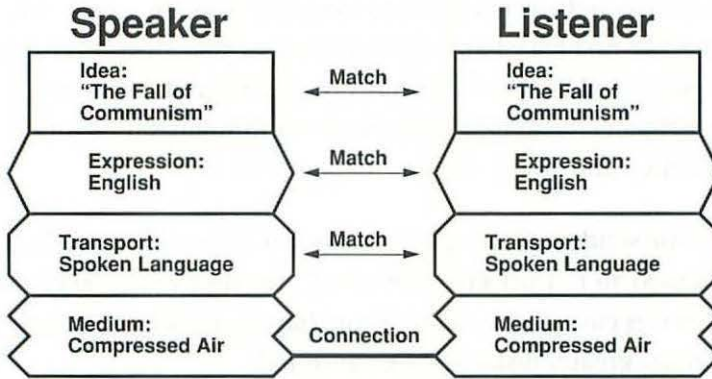 Speaker
Listener
Idea:
“The Fall of
Communism”
Match
Idea:
“The Fall of
Communism”
Expression:
English
Match
Expression:
English
Transport:
Spoken Language
Match
Transport:
Spoken Language
Medium:
Compressed Air
Connection
Medium:
Compressed Air